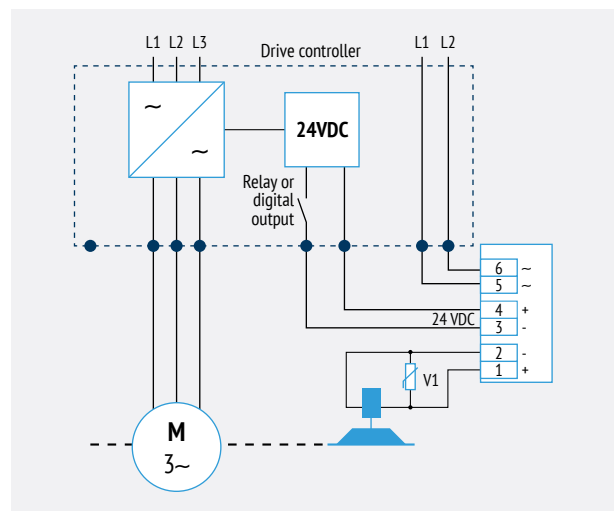 L1 L2 L3
Drive controller
L1 L2
~
~
24VDC
Relay or
digital
output
6 ~
5 ~
4 +
24 VDC 3 -
2 -
1 +
V1
M
3~